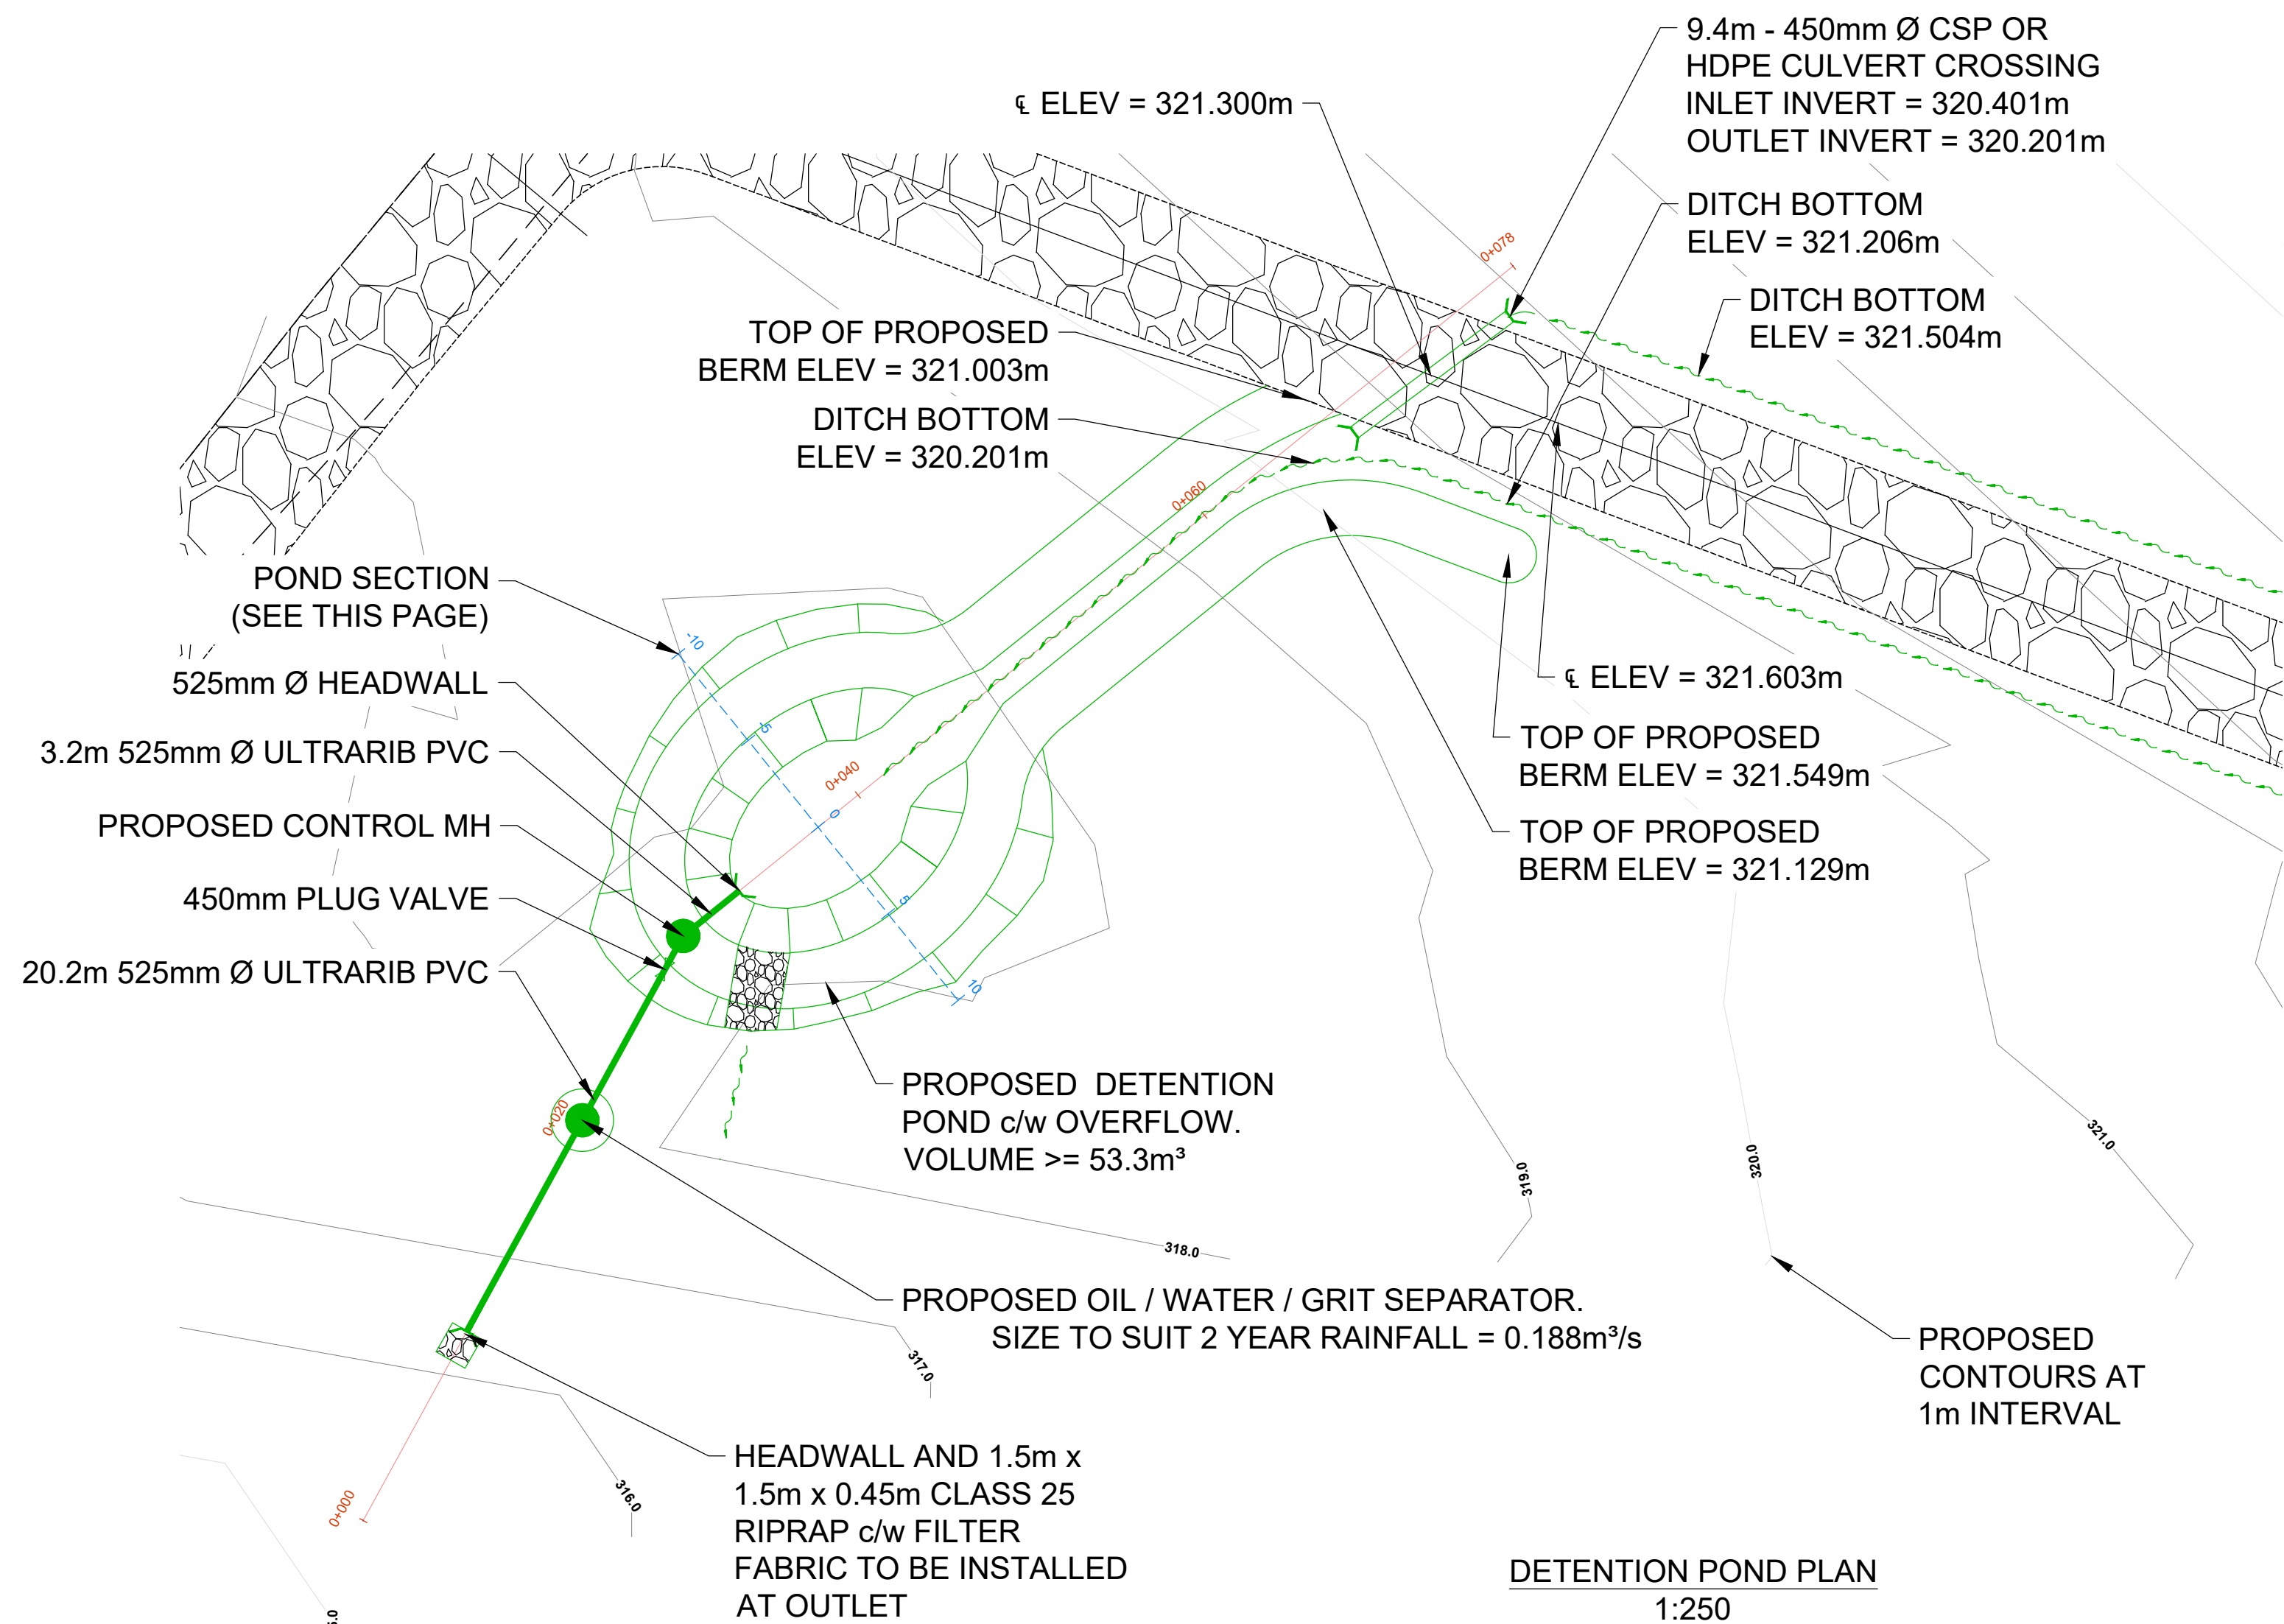 9.4m - 450mm Ø CSP OR
HDPE CULVERT CROSSING
INLET INVERT = 320.401m
OUTLET INVERT = 320.201m
℄ ELEV = 321.300m
DITCH BOTTOM
ELEV = 321.206m
DITCH BOTTOM
ELEV = 321.504m
0+078
TOP OF PROPOSED
BERM ELEV = 321.003m
DITCH BOTTOM
ELEV = 320.201m
0+060
POND SECTION
(SEE THIS PAGE)
-10
525mm Ø HEADWALL
℄ ELEV = 321.603m
-5
3.2m 525mm Ø ULTRARIB PVC
TOP OF PROPOSED
BERM ELEV = 321.549m
0+040
0
PROPOSED CONTROL MH
TOP OF PROPOSED
BERM ELEV = 321.129m
450mm PLUG VALVE
5
20.2m 525mm Ø ULTRARIB PVC
10
PROPOSED DETENTION
POND c/w OVERFLOW.
VOLUME >= 53.3m³
0+020
321.0
320.0
319.0
318.0
PROPOSED OIL / WATER / GRIT SEPARATOR.
SIZE TO SUIT 2 YEAR RAINFALL = 0.188m³/s
PROPOSED
CONTOURS AT
1m INTERVAL
317.0
HEADWALL AND 1.5m x
1.5m x 0.45m CLASS 25
RIPRAP c/w FILTER
FABRIC TO BE INSTALLED
AT OUTLET
316.0
0+000
DETENTION POND PLAN
1:250